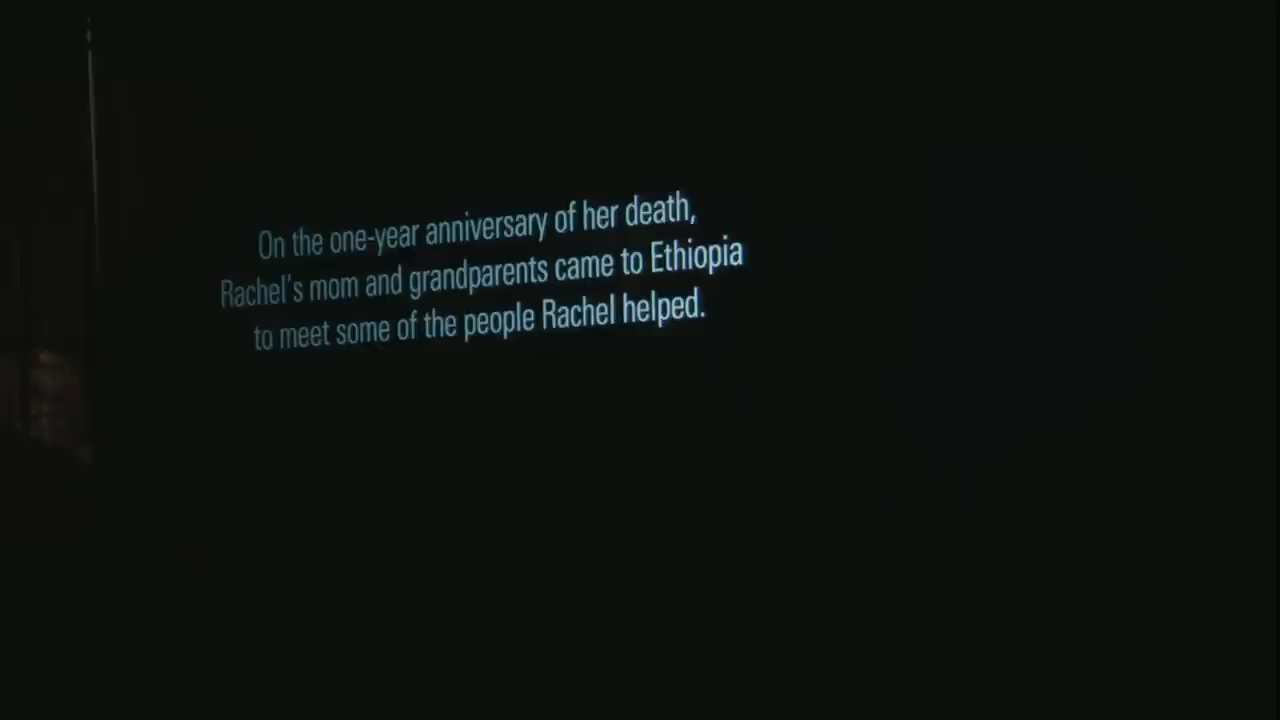 On the one-year anniversary of her death,
Rachel's mom and grandparents came to Ethiopia
to meet some of the people Rachel helped.